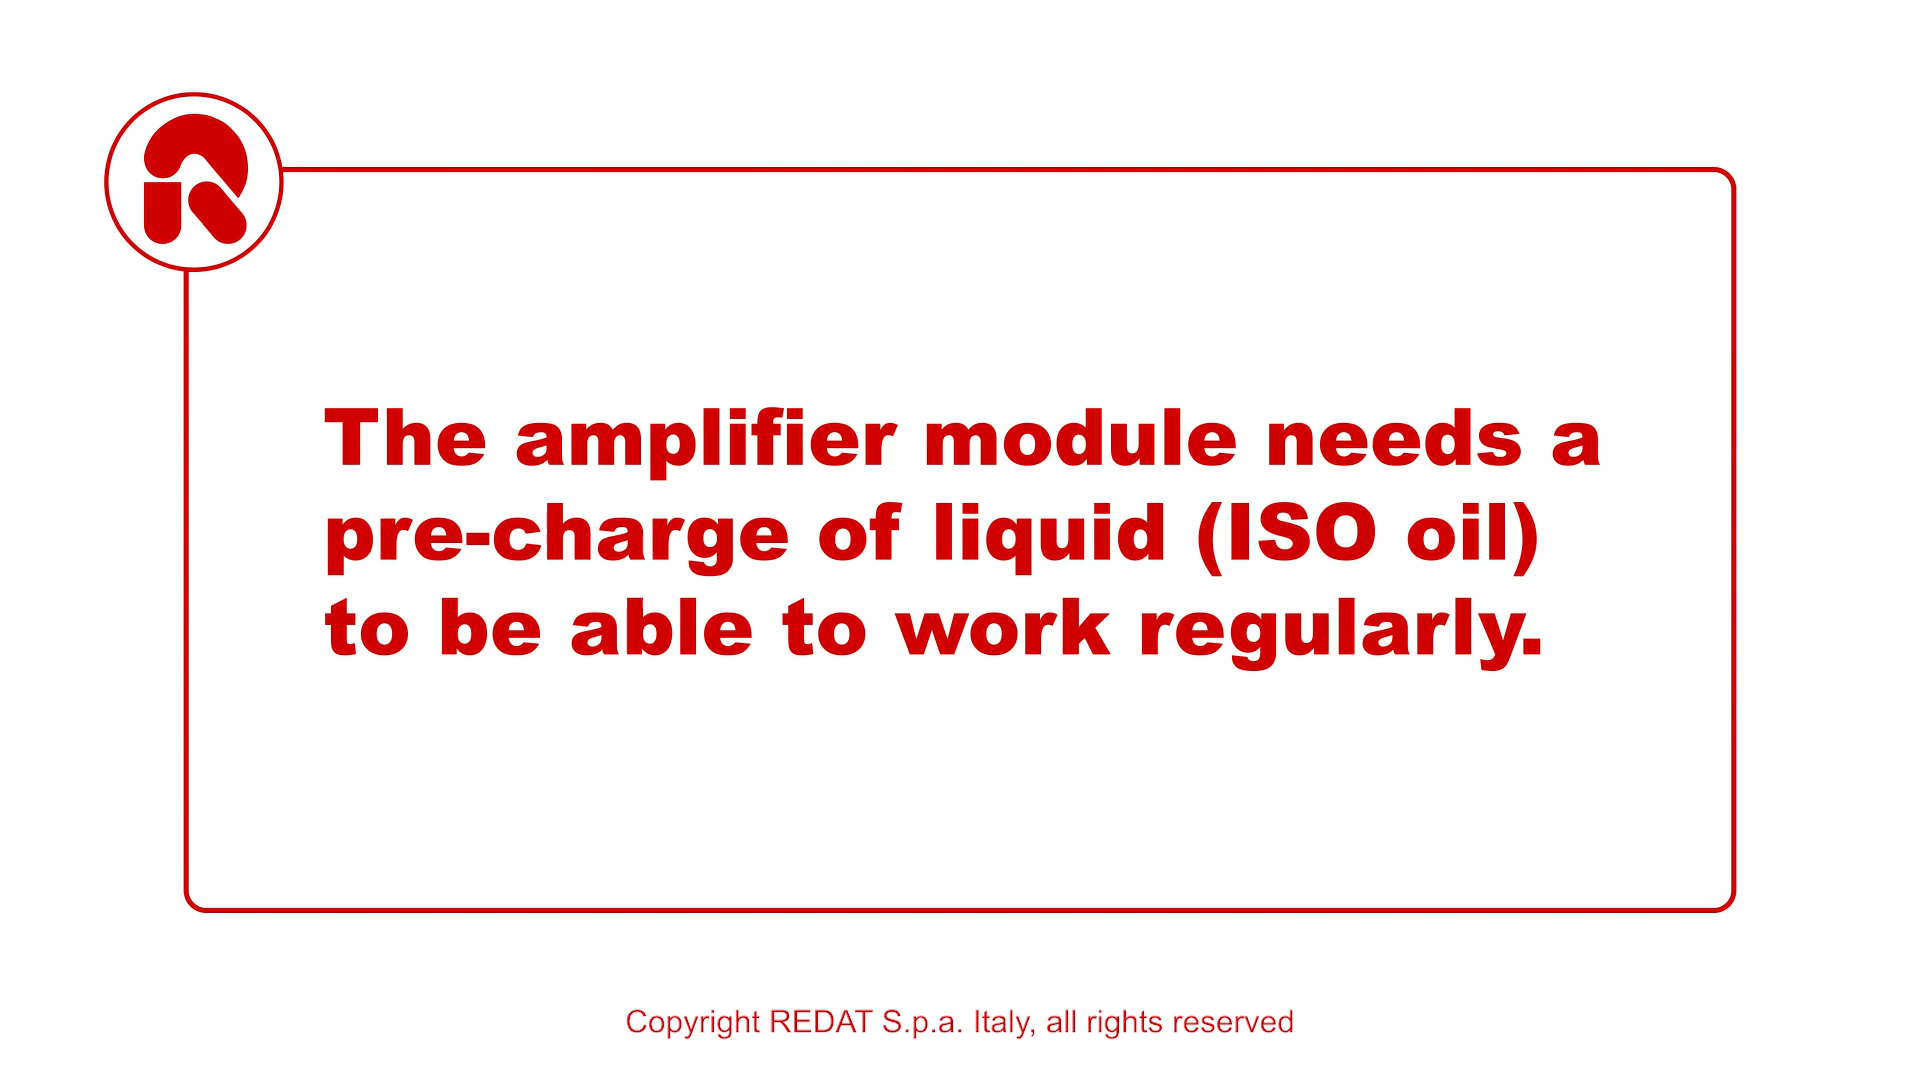 The amplifier module needs a
pre-charge of liquid (ISO oil)
to be able to work regularly.
Copyright REDAT S.p.a. Italy, all rights reserved